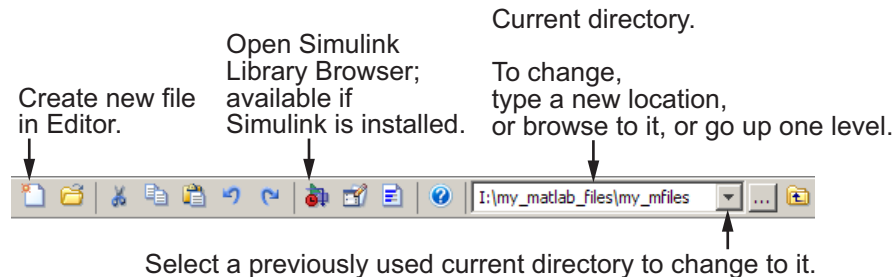 Current directory.
Open Simulink
Library Browser;
available if
Simulink is installed.
To change,
type a new location,
or browse to it, or go up one level.
Create new file
in Editor.
I:\my_matlab_files\my_mfiles
...
Select a previously used current directory to change to it.